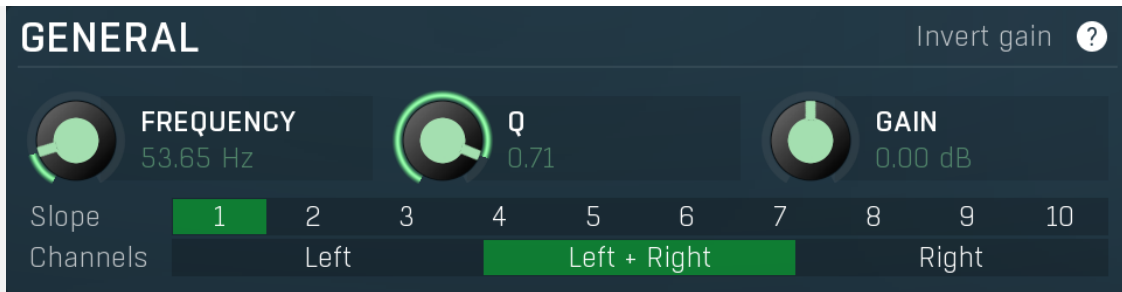 GENERAL Invert gain ?
FREQUENCY Q GAIN
53.65 Hz 0.71 0.00 dB
Slope 1 2 3 4 5 6 7 8 9 10
Channels Left Left + Right Right